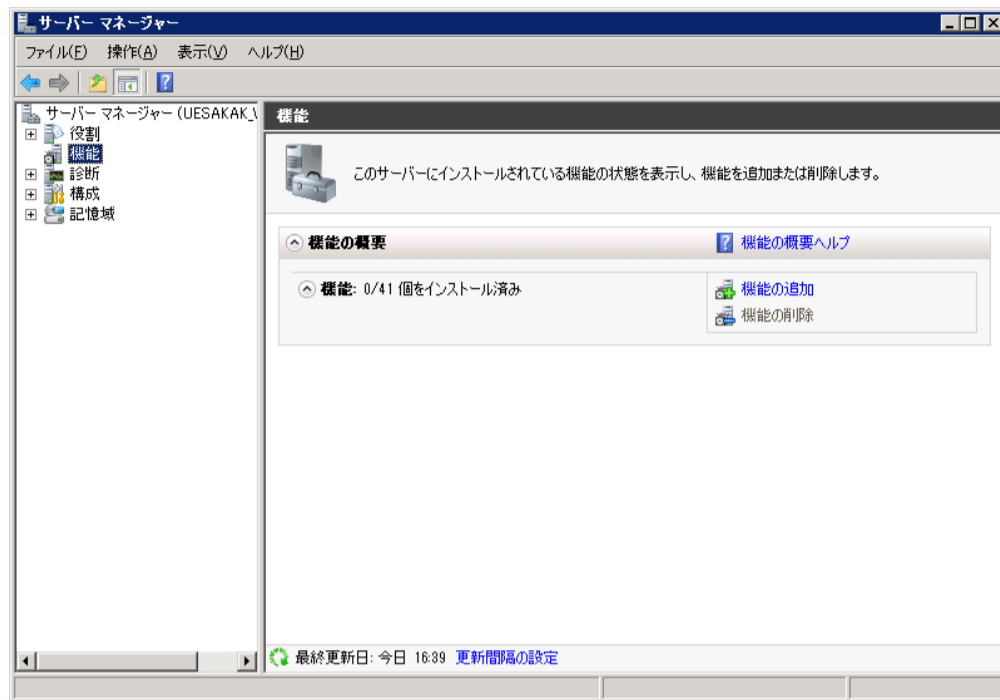 サーバー マネージャー
ファイル(F) 操作(A) 表示(V) ヘルプ(H)
サーバー マネージャー (UESAKAK_
役割
機能
診断
構成
記憶域
機能
このサーバーにインストールされている機能の状態を表示し、機能を追加または削除します。
機能の概要
機能の概要ヘルプ
機能: 0/41 個をインストール済み
機能の追加
機能の削除
最終更新日: 今日 16:39 更新間隔の設定